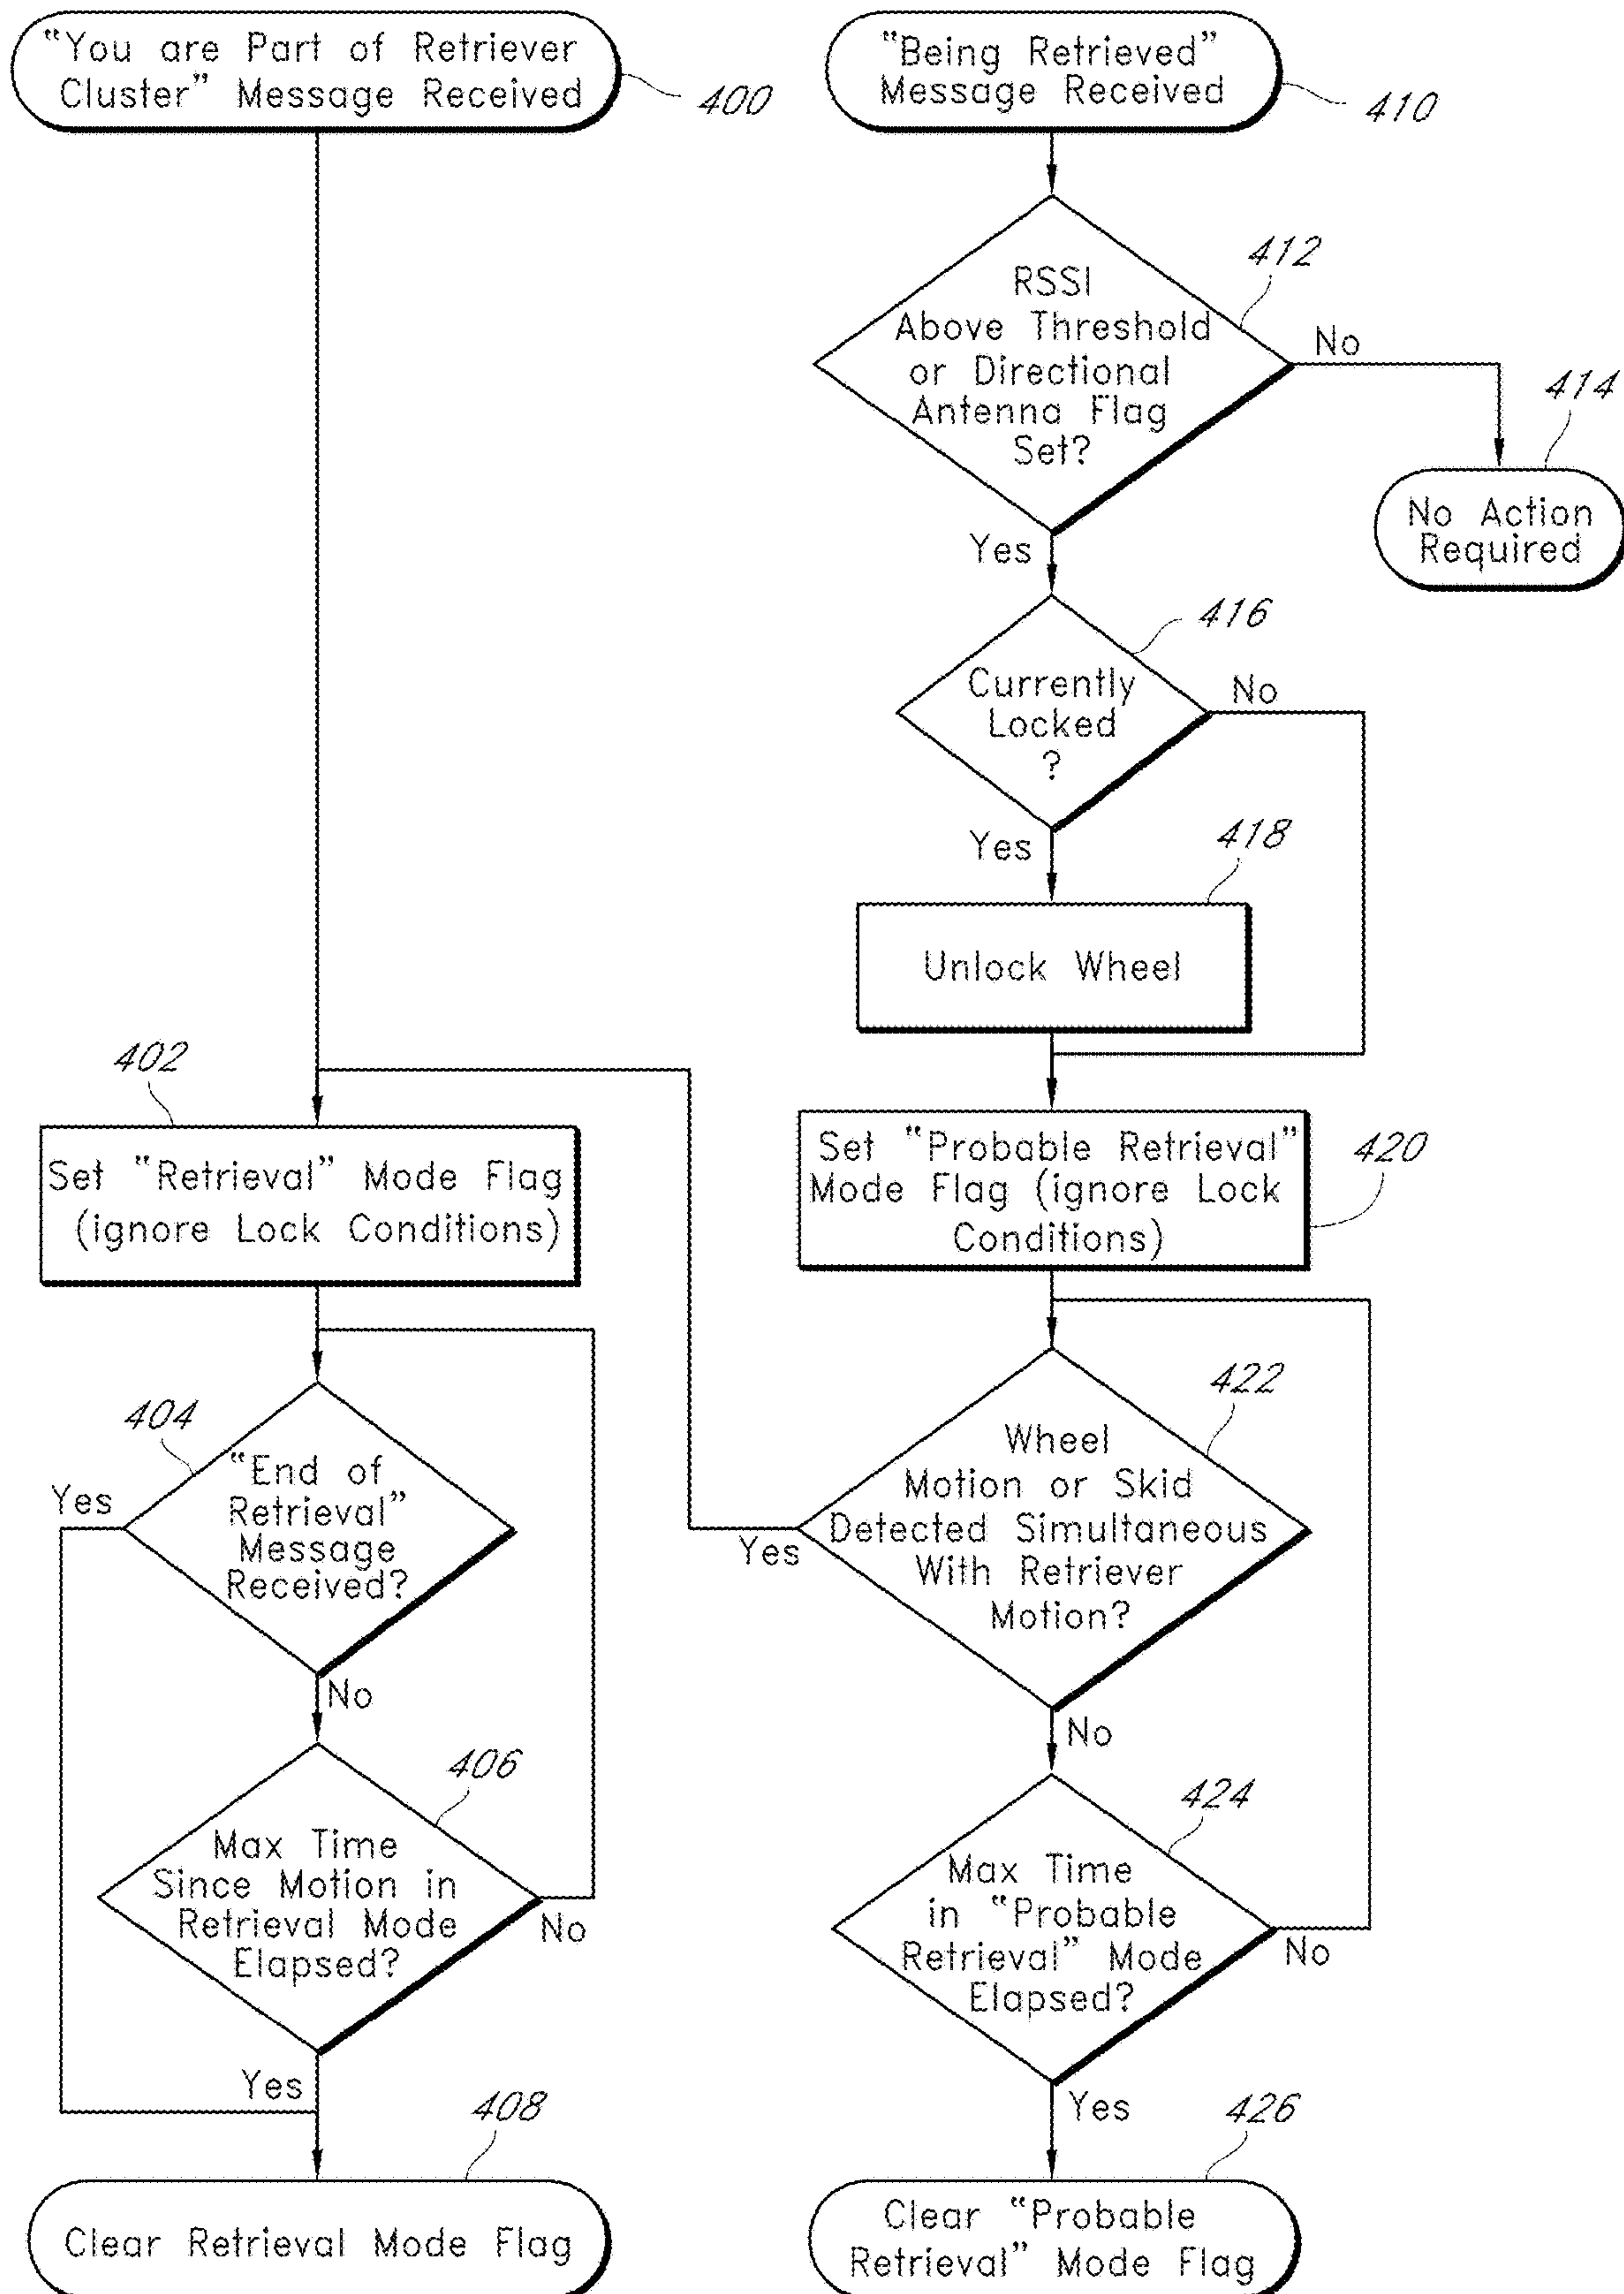 “You are Part of Retriever
Cluster” Message Received
400
402
Set “Retrieval” Mode Flag
(ignore Lock Conditions)
404
“End of
Retrieval”
Message
Received?
Yes
No
406
Max Time
Since Motion in
Retrieval Mode
Elapsed?
No
Yes
408
Clear Retrieval Mode Flag
“Being Retrieved”
Message Received
410
412
RSSI
Above Threshold
or Directional
Antenna Flag
Set?
No
414
No Action
Required
Yes
416
Currently
Locked
?
No
Yes
418
Unlock Wheel
Set “Probable Retrieval”
Mode Flag (ignore Lock
Conditions)
420
422
Wheel
Motion or Skid
Detected Simultaneous
With Retriever
Motion?
Yes
No
424
Max Time
in “Probable
Retrieval” Mode
Elapsed?
No
Yes
426
Clear “Probable
Retrieval” Mode Flag